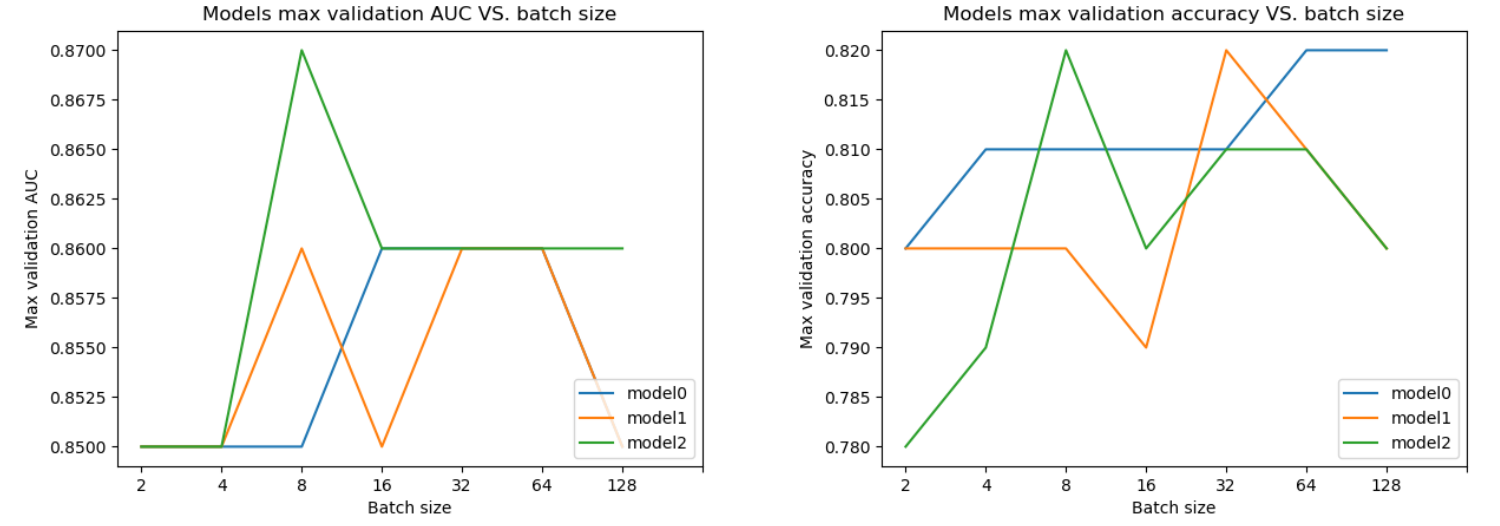 Models max validation AUC VS. batch size
Max validation AUC
0.8700
0.8675
0.8650
0.8625
0.8600
0.8575
0.8550
0.8525
0.8500
model0
model1
model2
2 4 8 16 32 64 128
Batch size
Models max validation accuracy VS. batch size
Max validation accuracy
0.820
0.815
0.810
0.805
0.800
0.795
0.790
0.785
0.780
model0
model1
model2
2 4 8 16 32 64 128
Batch size